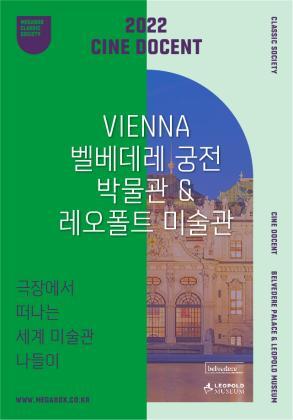 MEGABOX
CLASSIC
SOCIETY
2022
CINE DOCENT
CLASSIC SOCIETY
VIENNA
벨베데레 궁전
박물관 &
레오폴트 미술관
CINE DOCENT
BELVEDERE PALACE & LEOPOLD MUSEUM
극장에서
떠나는
세계 미술관
나들이
belvedere
LEOPOLD
MUSEUM
WWW.MEGABOX.CO.KR